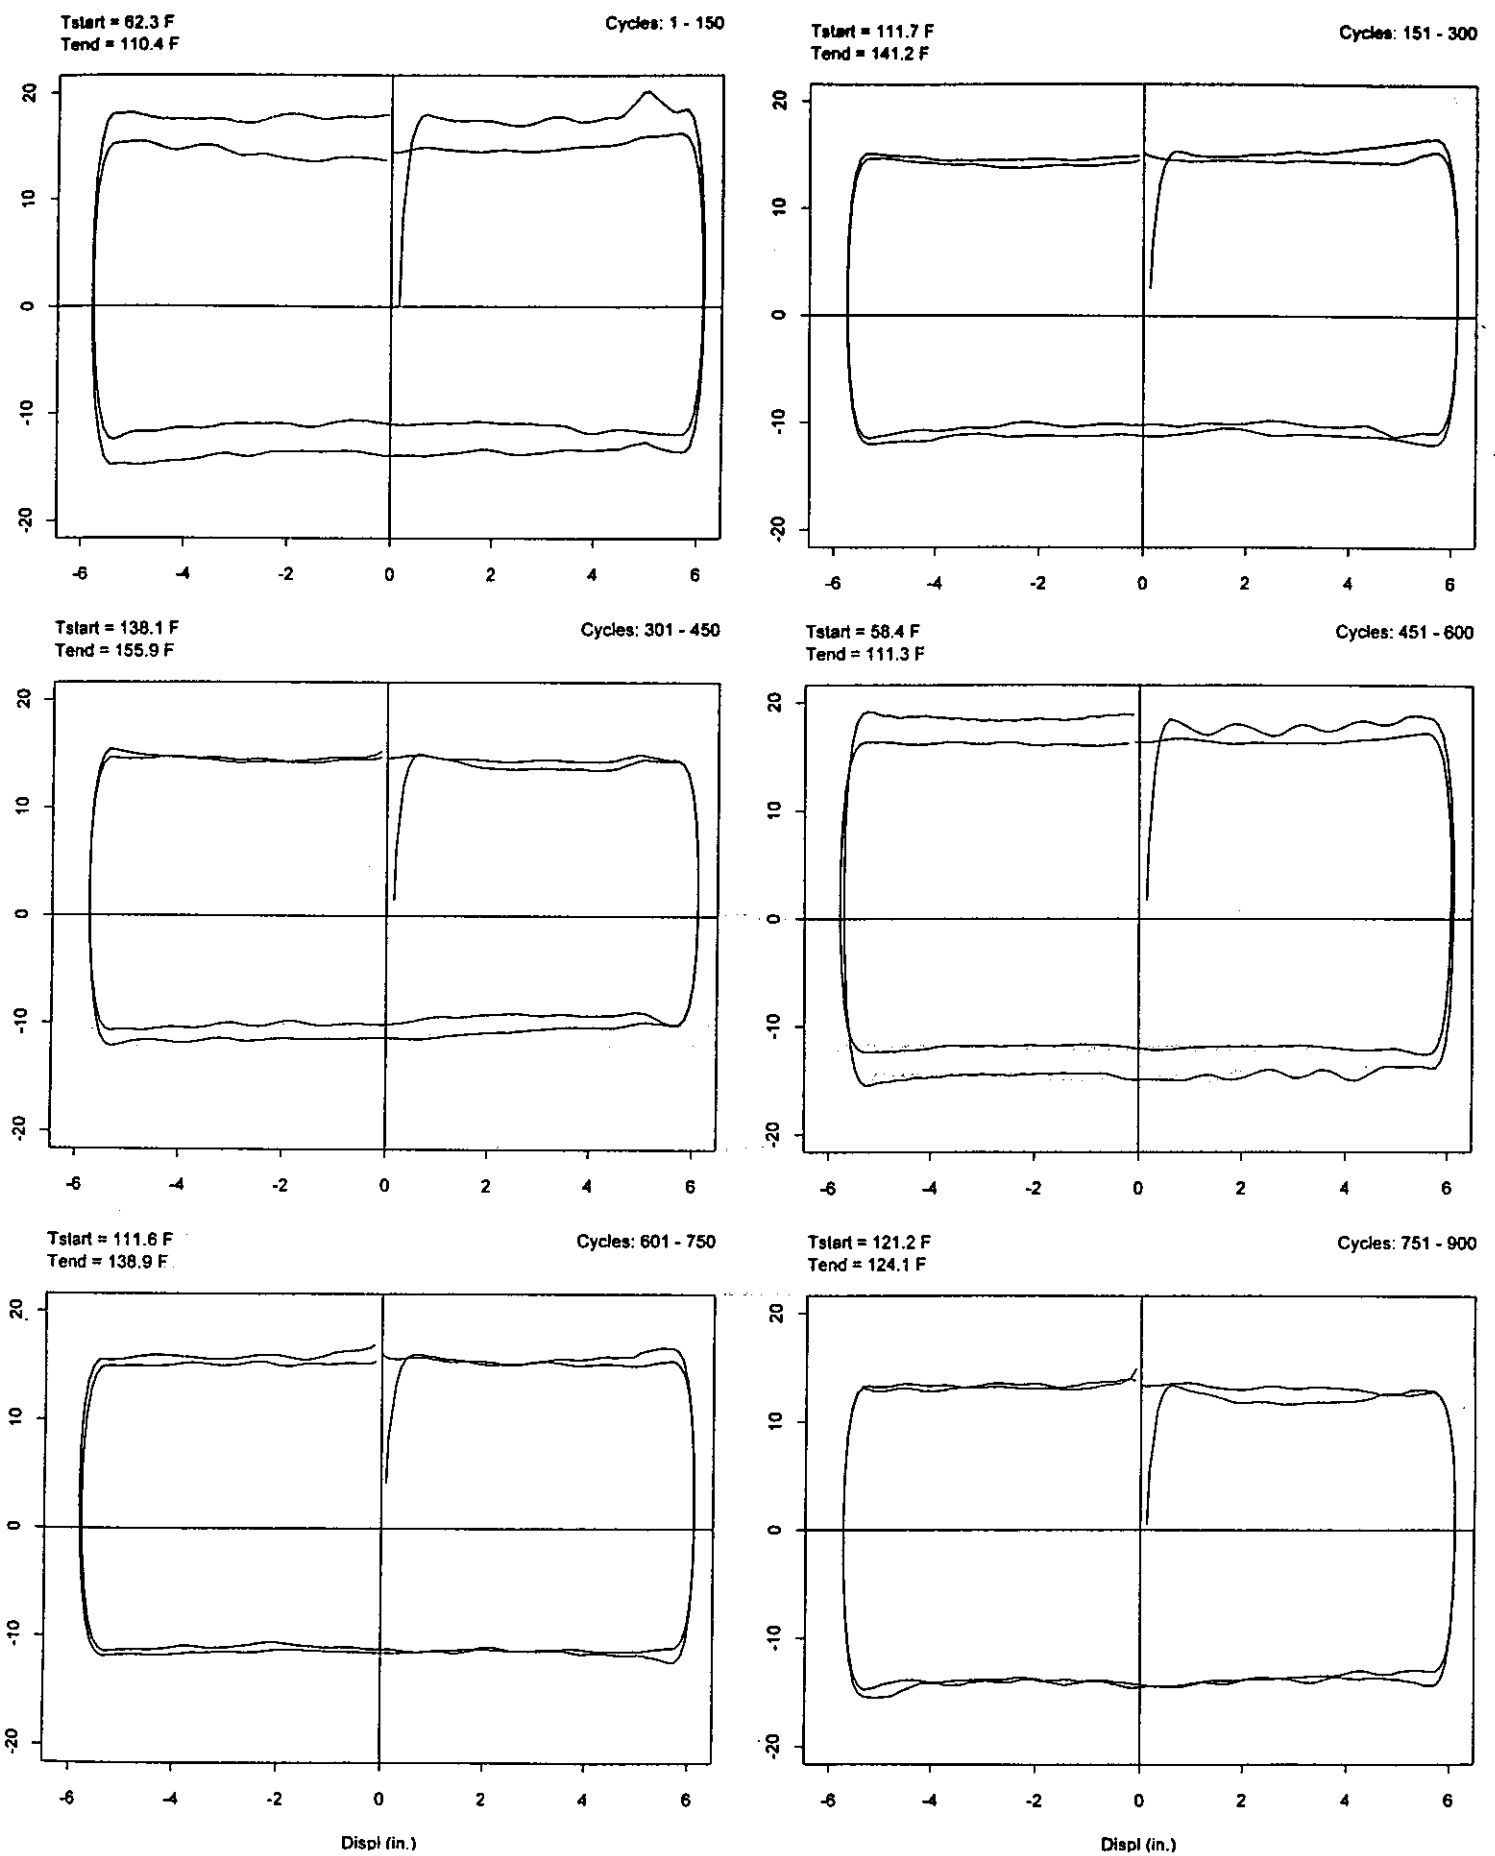 Tstart = 62.3 F
Tend = 110.4 F
Cycles: 1 - 150
20
10
0
-10
-20
-6 -4 -2 0 2 4 6
Tstart = 111.7 F
Tend = 141.2 F
Cycles: 151 - 300
20
10
0
-10
-20
-6 -4 -2 0 2 4 6
Tstart = 138.1 F
Tend = 155.9 F
Cycles: 301 - 450
20
10
0
-10
-20
-6 -4 -2 0 2 4 6
Tstart = 58.4 F
Tend = 111.3 F
Cycles: 451 - 600
20
10
0
-10
-20
-6 -4 -2 0 2 4 6
Tstart = 111.6 F
Tend = 138.9 F
Cycles: 601 - 750
20
10
0
-10
-20
-6 -4 -2 0 2 4 6
Displ (in.)
Tstart = 121.2 F
Tend = 124.1 F
Cycles: 751 - 900
20
10
0
-10
-20
-6 -4 -2 0 2 4 6
Displ (in.)